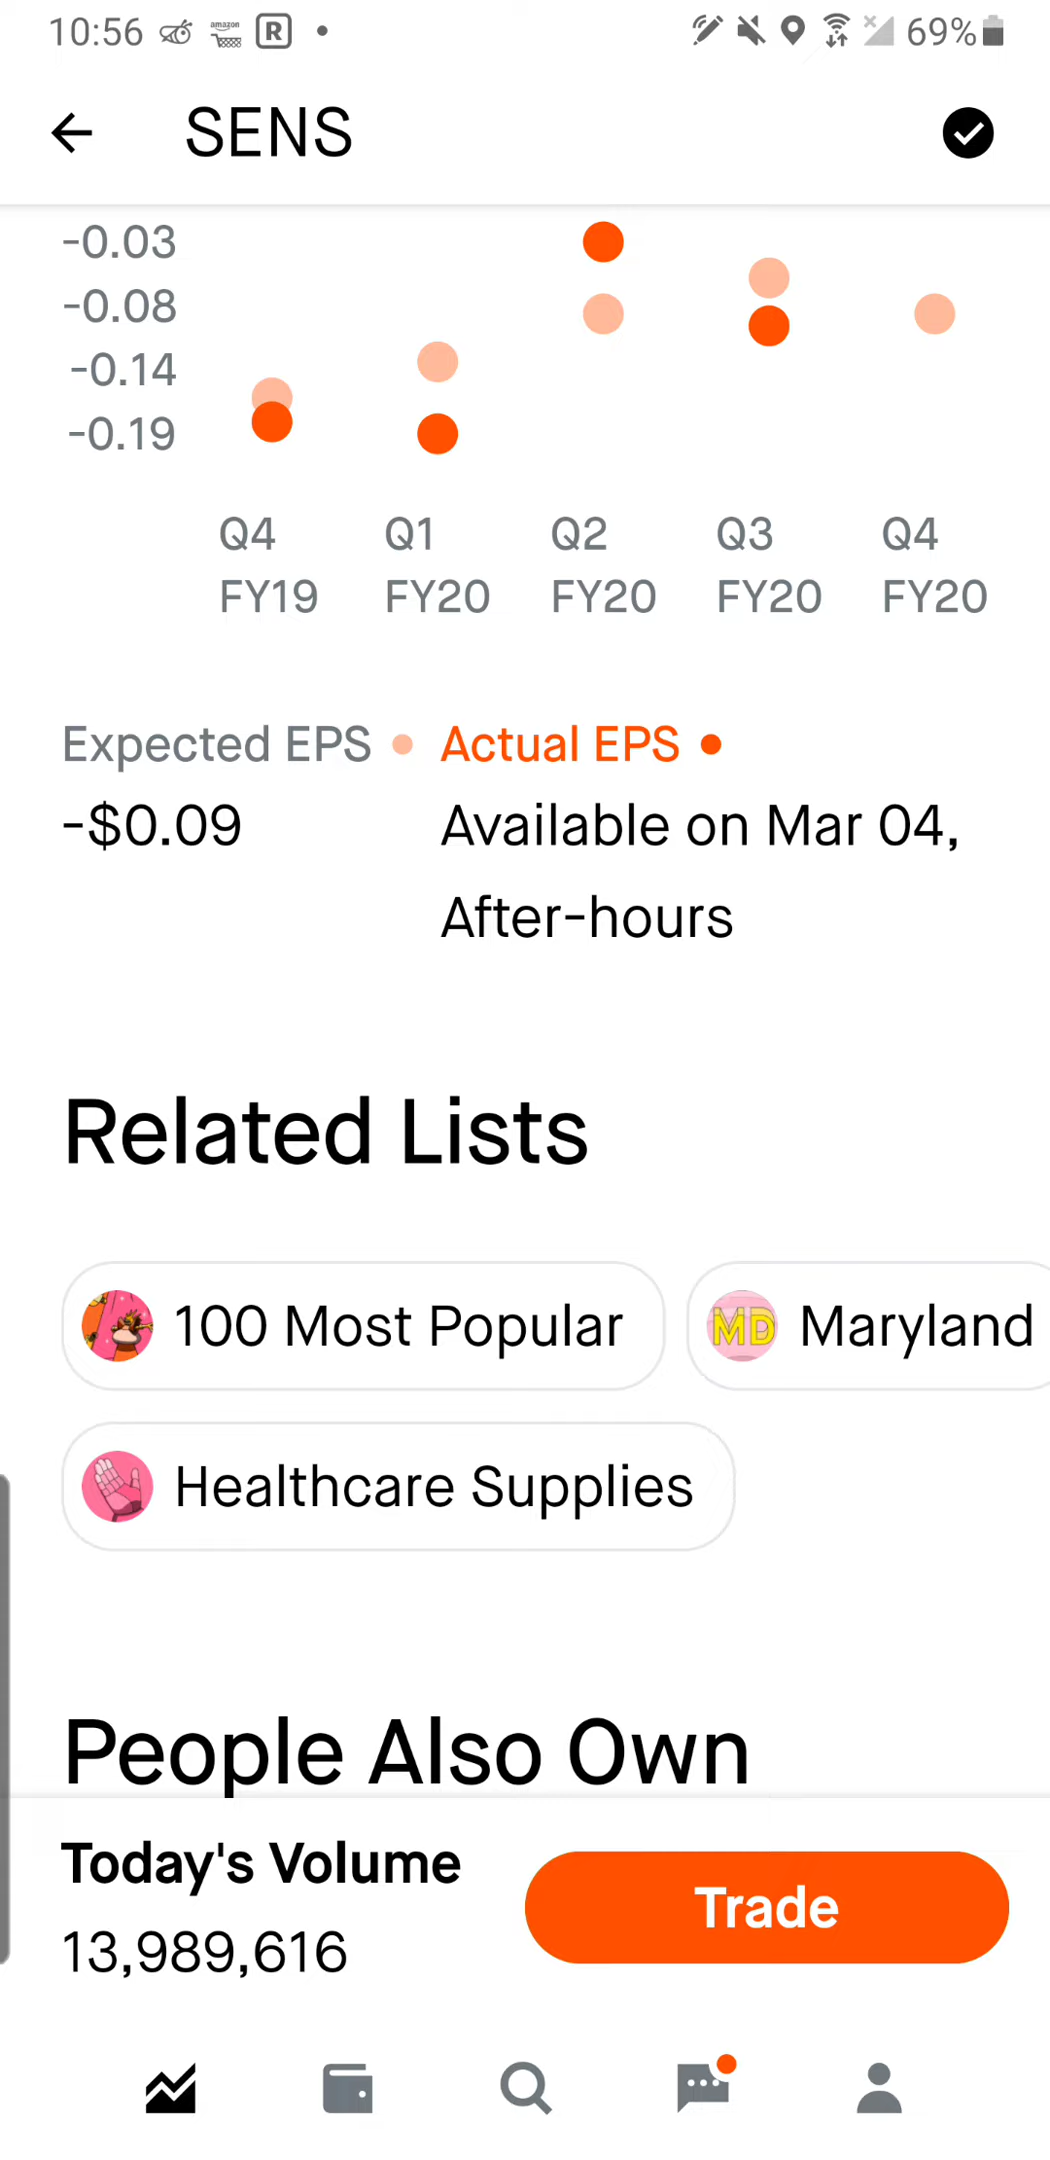 10:56 amazon R 69%
SENS
-0.03
-0.08
-0.14
-0.19
Q4 Q1 Q2 Q3 Q4
FY19 FY20 FY20 FY20 FY20
Expected EPS Actual EPS
-$0.09 Available on Mar 04,
After-hours
Related Lists
100 Most Popular MD Maryland
Healthcare Supplies
People Also Own
Today's Volume
Trade
13,989,616